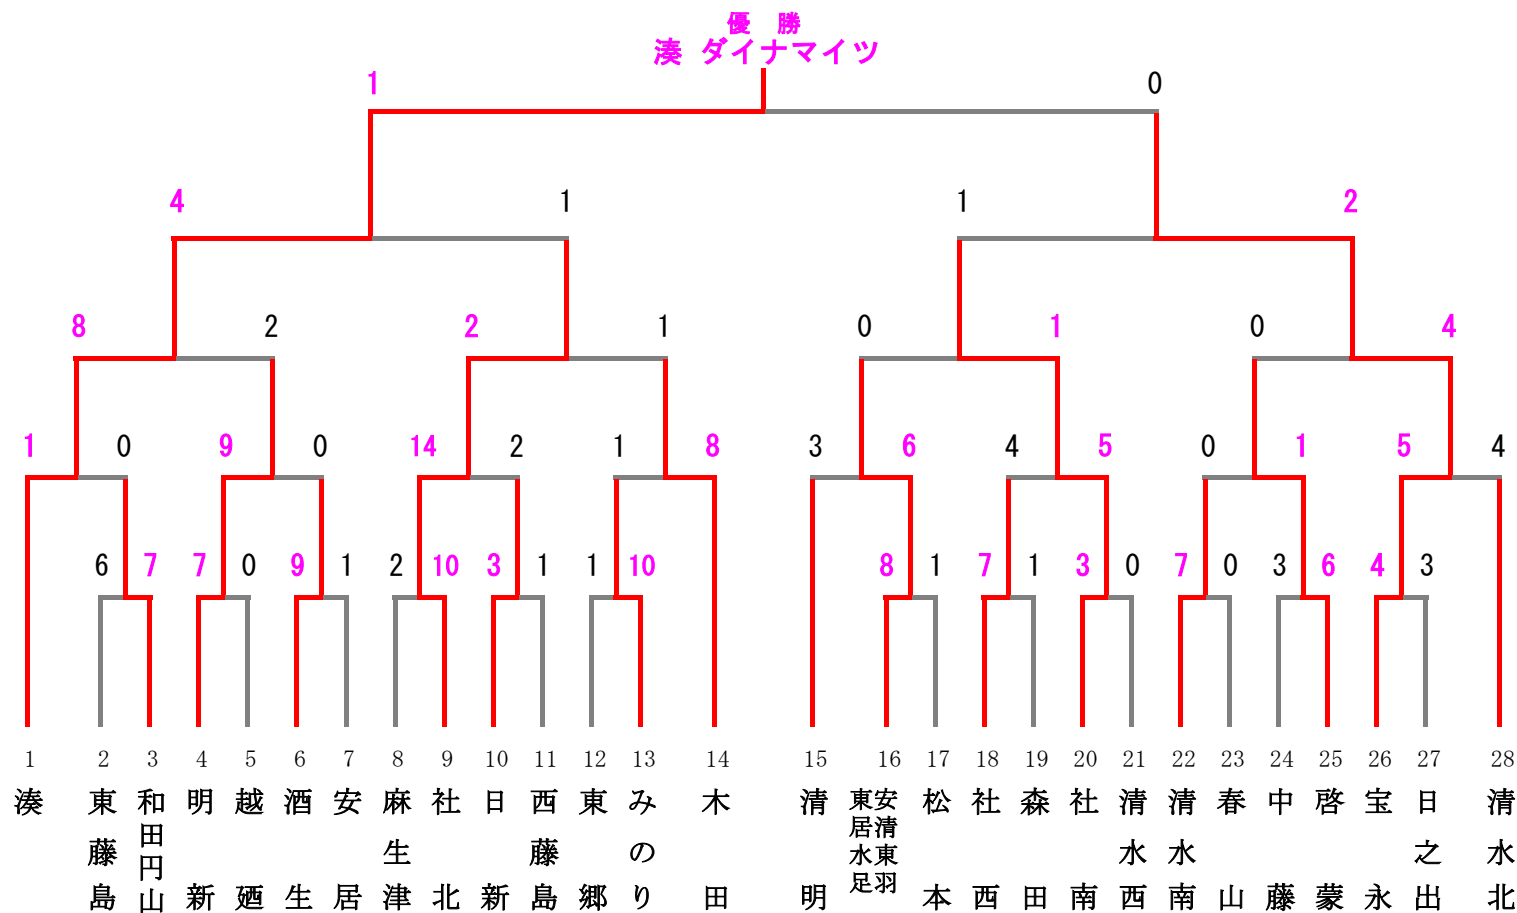 優　勝
湊 ダイナマイツ
1 0
4 1 1 2
8 2 2 1 0 1 0 4
1 0 9 0 14 2 1 8 3 6 4 5 0 1 5 4
6 7 7 0 9 1 2 10 3 1 1 10 8 1 7 1 3 0 7 0 3 6 4 3
1 2 3 4 5 6 7 8 9 10 11 12 13 14 15 16 17 18 19 20 21 22 23 24 25 26 27 28
湊
東藤島
和田円山
明新
越廼
酒生
安居
麻生津
社北
日新
西藤島
東郷
みのり
木田
清明
安清東羽
東居水足
松本
社西
森田
社南
清水西
清水南
春山
中藤
啓蒙
宝永
日之出
清水北